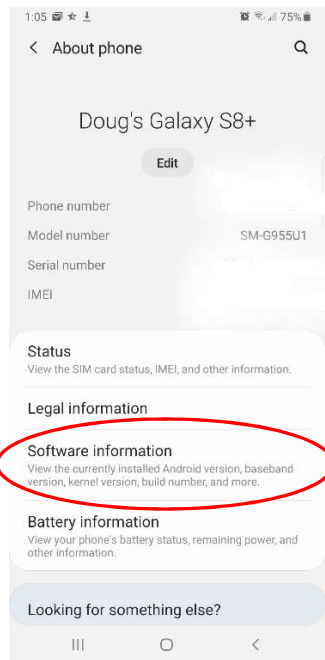 1:05 75%
About phone
Doug's Galaxy S8+
Edit
Phone number
Model number SM-G955U1
Serial number
IMEI
Status
View the SIM card status, IMEI, and other information.
Legal information
Software information
View the currently installed Android version, baseband
version, kernel version, build number, and more.
Battery information
View your phone's battery status, remaining power, and
other information.
Looking for something else?